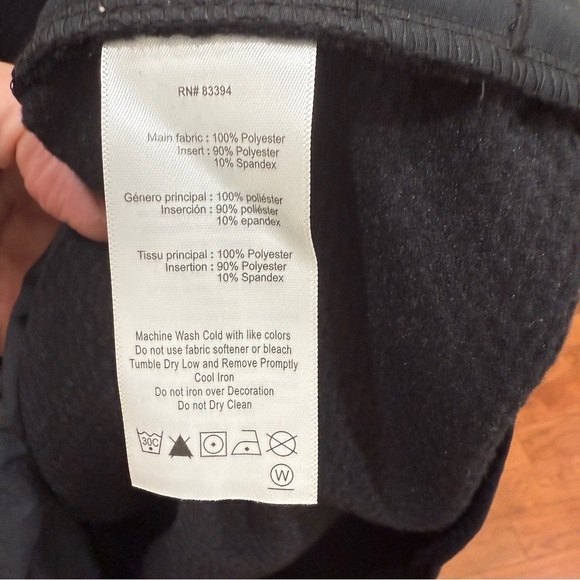 RN# 83394
Main fabric : 100% Polyester
Insert : 90% Polyester
10% Spandex
Género principal : 100% poliéster
Inserción : 90% poliéster
10% epandex
Tissu principal : 100% Polyester
Insertion : 90% Polyester
10% Spandex
Machine Wash Cold with like colors
Do not use fabric softener or bleach
Tumble Dry Low and Remove Promptly
Cool Iron
Do not iron over Decoration
Do not Dry Clean
30C
W